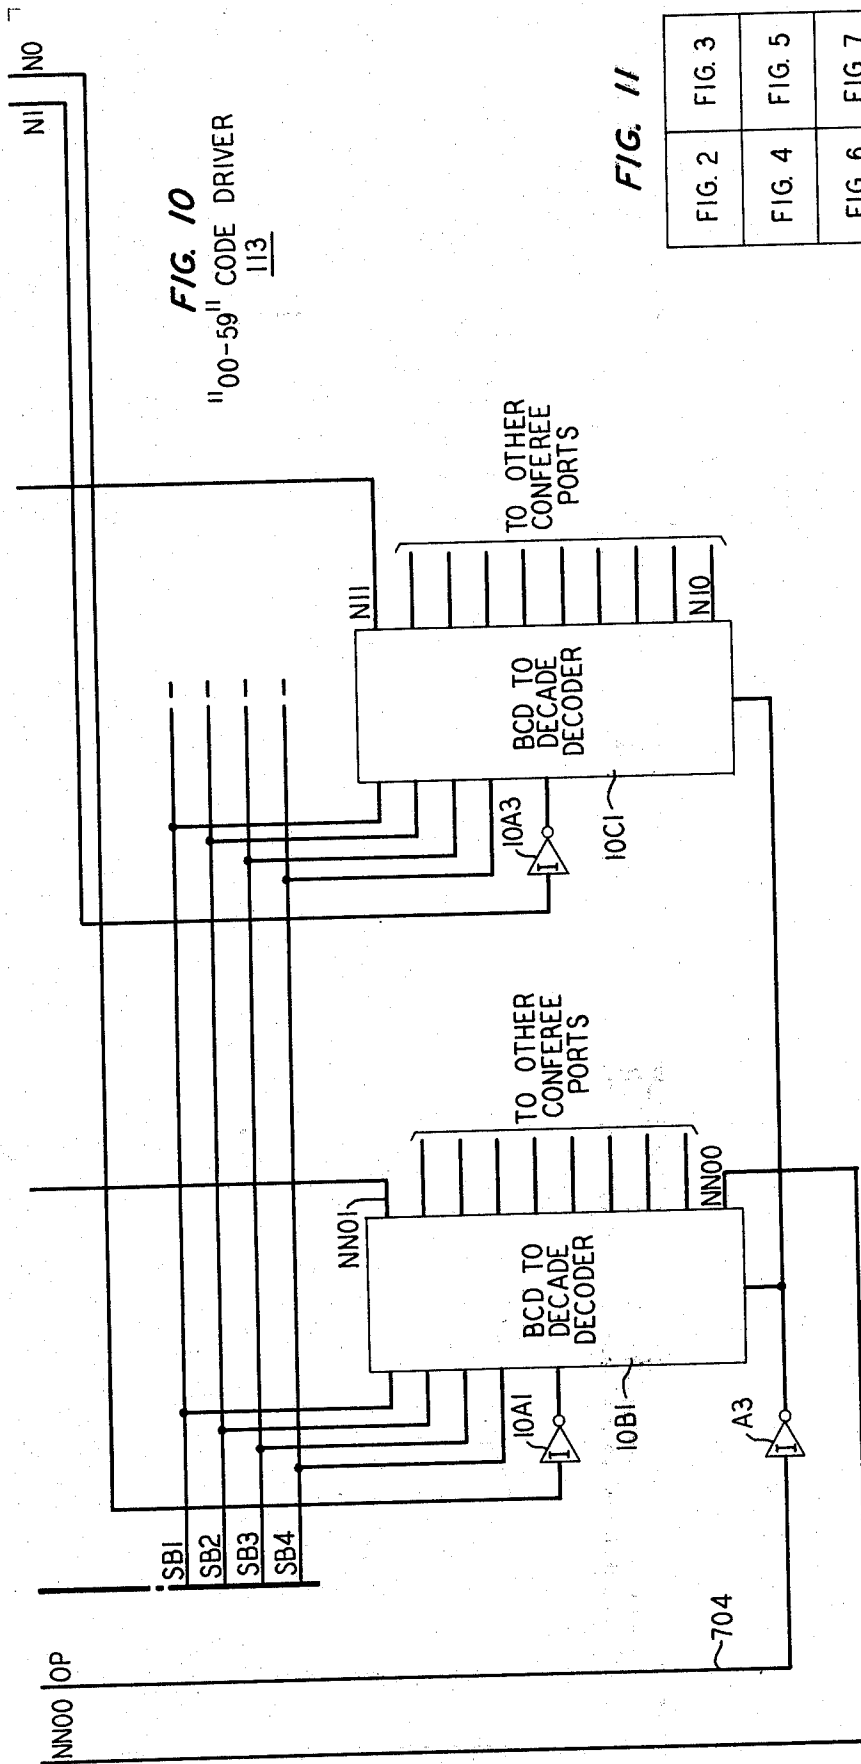 NN00
OP
SB1
SB2
SB3
SB4
704
A3
10A1
10B1
BCD TO
DECADE
DECODER
NN01
NN00
TO OTHER
CONFEREE
PORTS
10A3
10C1
BCD TO
DECADE
DECODER
N11
N10
TO OTHER
CONFEREE
PORTS
N1
N0
FIG. 10
"00-59" CODE DRIVER
113
FIG. 11
FIG. 2
FIG. 3
FIG. 4
FIG. 5
FIG. 6
FIG. 7